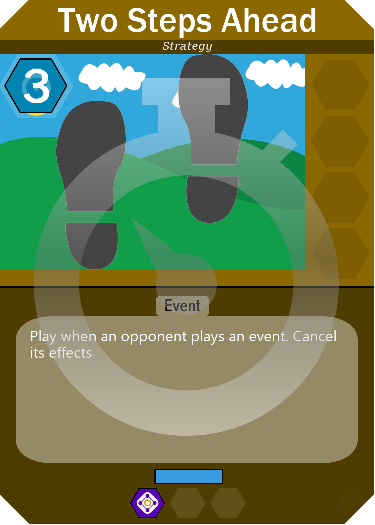 Two Steps Ahead
Strategy
3
Event
Play when an opponent plays an event. Cancel
its effects